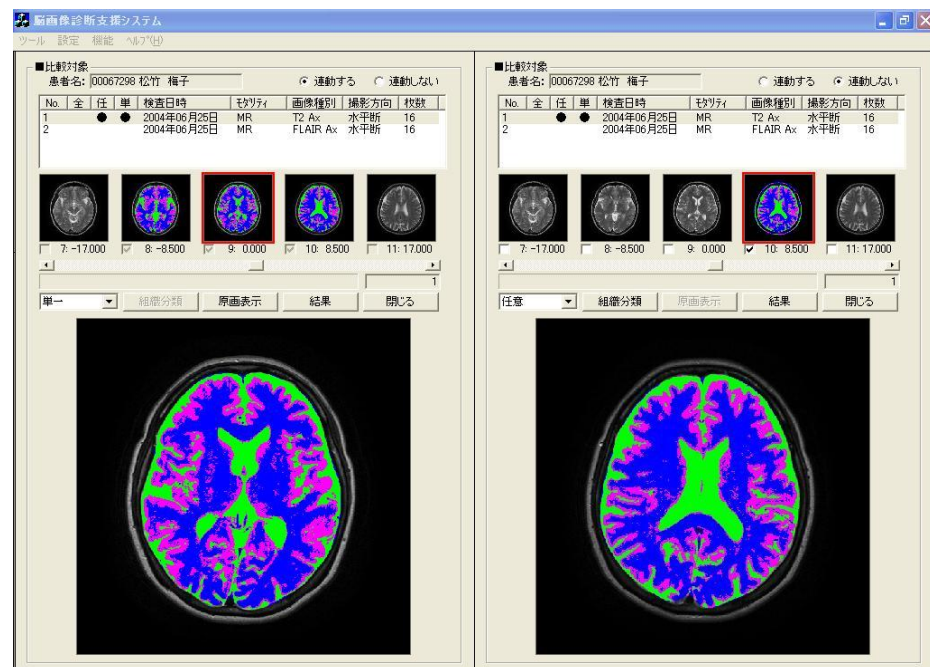 脳画像診断支援システム
ツール 設定 機能 ﾍﾙﾌﾟ(H)
■比較対象
患者名: 00067298 松竹 梅子 連動する 連動しない
No. 全 任 単 検査日時 ﾓﾀﾞﾘﾃｨ 画像種別 撮影方向 枚数
1 ● ● 2004年06月25日 MR T2 Ax 水平断 16
2 2004年06月25日 MR FLAIR Ax 水平断 16
7: -17.000 8: -8.500 9: 0.000 10: 8.500 11: 17.000
1
単一 組織分類 原画表示 結果 閉じる
■比較対象
患者名: 00067298 松竹 梅子 連動する 連動しない
No. 全 任 単 検査日時 ﾓﾀﾞﾘﾃｨ 画像種別 撮影方向 枚数
1 ● ● 2004年06月25日 MR T2 Ax 水平断 16
2 2004年06月25日 MR FLAIR Ax 水平断 16
7: -17.000 8: -8.500 9: 0.000 10: 8.500 11: 17.000
1
任意 組織分類 原画表示 結果 閉じる